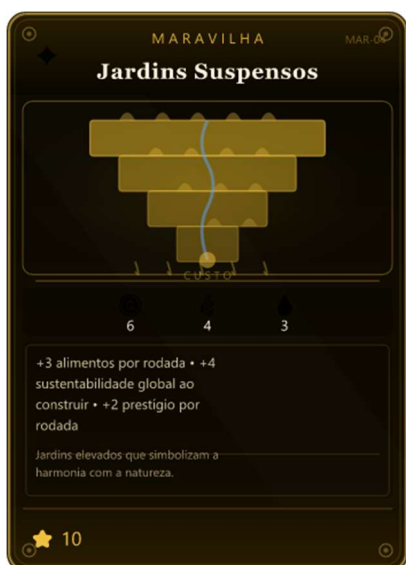 MARAVILHA
Jardins Suspensos
CUSTO
6 4 3
+3 alimentos por rodada • +4
sustentabilidade global ao
construir • +2 prestígio por
rodada
Jardins elevados que simbolizam a
harmonia com a natureza.
10